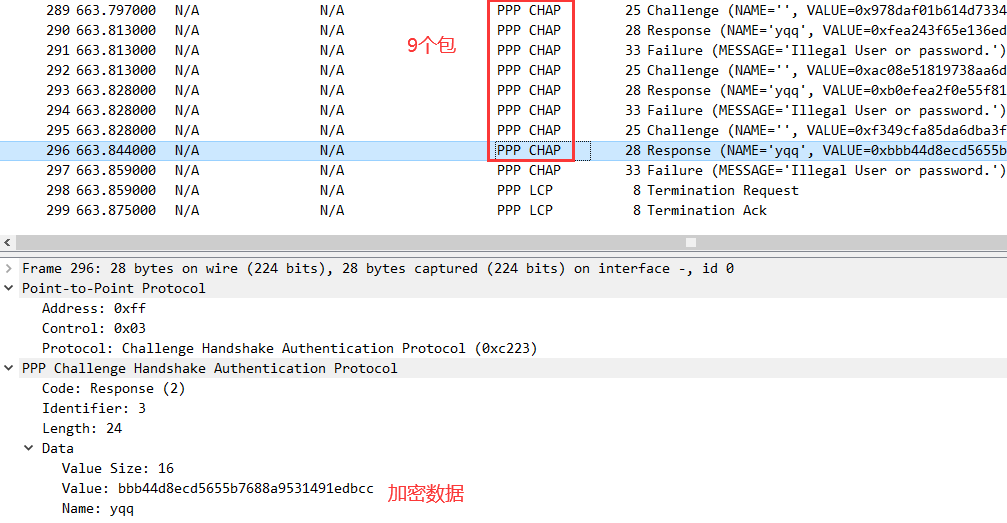 289 663.797000 N/A N/A PPP CHAP 25 Challenge (NAME='', VALUE=0x978daf01b614d7334
290 663.813000 N/A N/A PPP CHAP 28 Response (NAME='yqq', VALUE=0xfea243f65e136ed
9个包
291 663.813000 N/A N/A PPP CHAP 33 Failure (MESSAGE='Illegal User or password.')
292 663.813000 N/A N/A PPP CHAP 25 Challenge (NAME='', VALUE=0xac08e51819738aa6d
293 663.828000 N/A N/A PPP CHAP 28 Response (NAME='yqq', VALUE=0xb0efea2f0e55f81
294 663.828000 N/A N/A PPP CHAP 33 Failure (MESSAGE='Illegal User or password.')
295 663.828000 N/A N/A PPP CHAP 25 Challenge (NAME='', VALUE=0xf349cfa85da6dba3f
296 663.844000 N/A N/A PPP CHAP 28 Response (NAME='yqq', VALUE=0xbbb44d8ecd5655b
297 663.859000 N/A N/A PPP CHAP 33 Failure (MESSAGE='Illegal User or password.')
298 663.859000 N/A N/A PPP LCP 8 Termination Request
299 663.875000 N/A N/A PPP LCP 8 Termination Ack
Frame 296: 28 bytes on wire (224 bits), 28 bytes captured (224 bits) on interface -, id 0
Point-to-Point Protocol
Address: 0xff
Control: 0x03
Protocol: Challenge Handshake Authentication Protocol (0xc223)
PPP Challenge Handshake Authentication Protocol
Code: Response (2)
Identifier: 3
Length: 24
Data
Value Size: 16
Value: bbb44d8ecd5655b7688a9531491edbcc 加密数据
Name: yqq